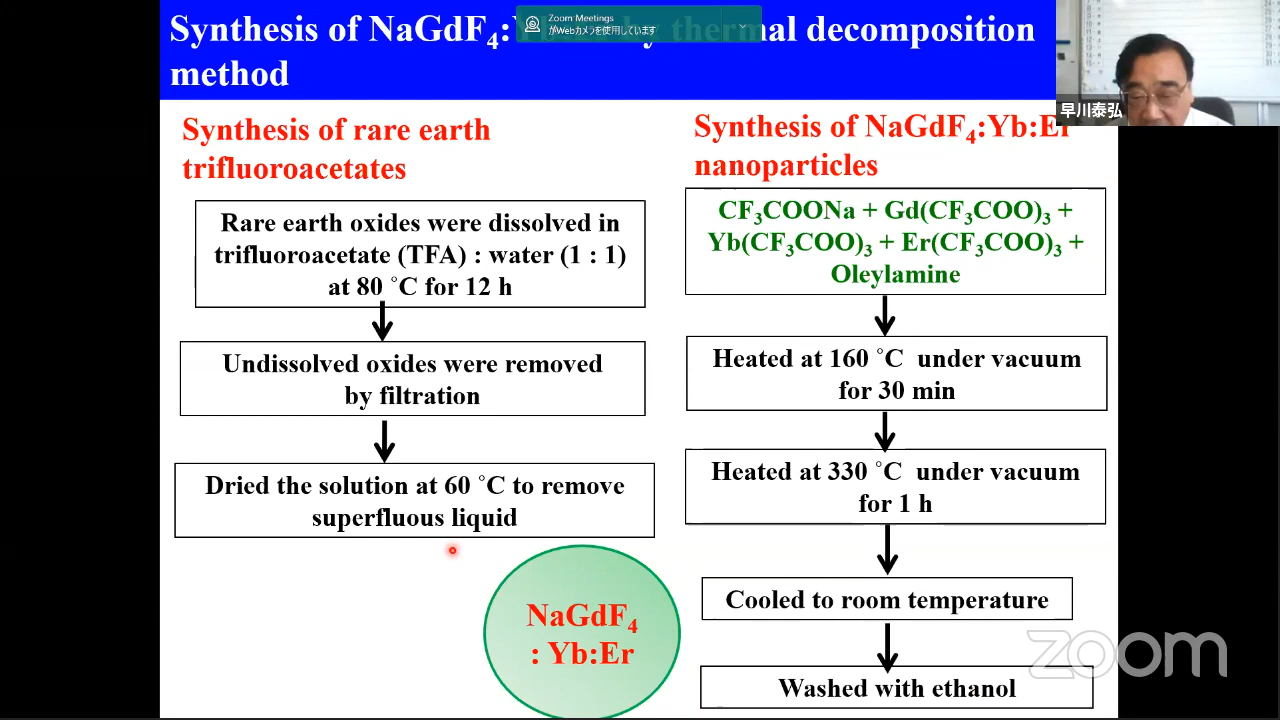 Synthesis of NaGdF₄: thermal decomposition
method
Zoom Meetings
がWebカメラを使用しています
早川泰弘
Synthesis of rare earth
trifluoroacetates
Rare earth oxides were dissolved in
trifluoroacetate (TFA) : water (1 : 1)
at 80 ˚C for 12 h
Undissolved oxides were removed
by filtration
Dried the solution at 60 ˚C to remove
superfluous liquid
NaGdF₄
: Yb:Er
Synthesis of NaGdF₄:Yb:Er
nanoparticles
CF₃COONa + Gd(CF₃COO)₃ +
Yb(CF₃COO)₃ + Er(CF₃COO)₃ +
Oleylamine
Heated at 160 ˚C under vacuum
for 30 min
Heated at 330 ˚C under vacuum
for 1 h
Cooled to room temperature
Washed with ethanol
zoom